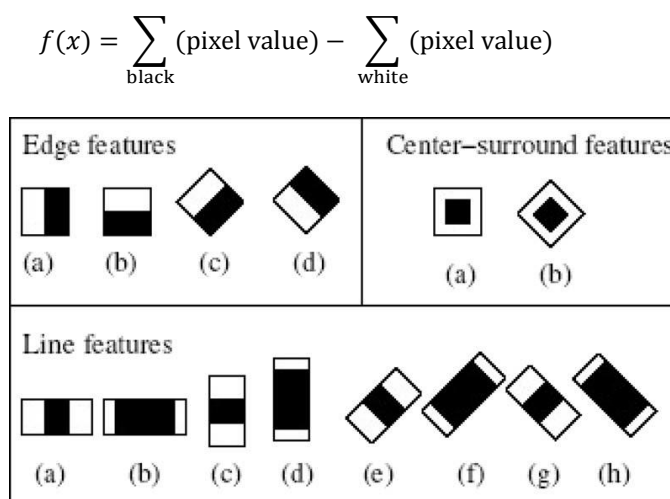 f(x) = ∑ (pixel value) − ∑ (pixel value)
black white
Edge features
(a) (b) (c) (d)
Center-surround features
(a) (b)
Line features
(a) (b) (c) (d) (e) (f) (g) (h)